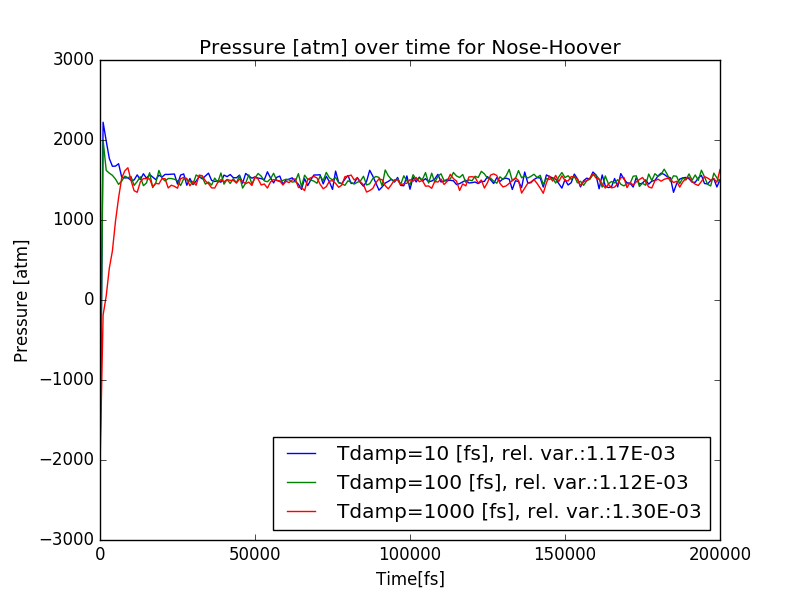 Pressure [atm] over time for Nose-Hoover
3000
2000
1000
0
−1000
−2000
−3000
Pressure [atm]
Tdamp=10 [fs], rel. var.:1.17E-03
Tdamp=100 [fs], rel. var.:1.12E-03
Tdamp=1000 [fs], rel. var.:1.30E-03
0 50000 100000 150000 200000
Time[fs]